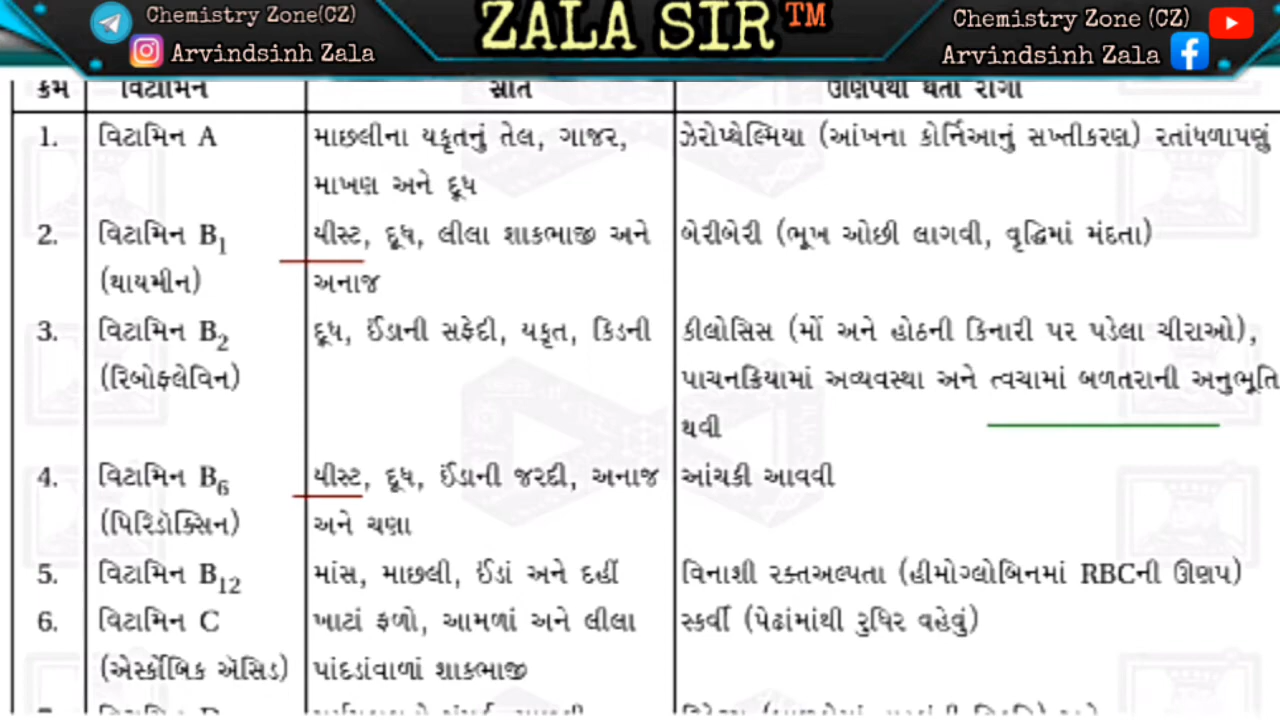 Chemistry Zone(CZ)
Arvindsinh Zala
ZALA SIR™
Chemistry Zone (CZ)
Arvindsinh Zala
ક્રમ વિટામિન સ્ત્રોત ઊણપથી થતા રોગો
1. વિટામિન A માછલીના યકૃતનું તેલ, ગાજર, ઝેરોપ્થેલ્મિયા (આંખના કોર્નિઆનું સખ્તીકરણ) રતાંધળાપણું
માખણ અને દૂધ
2. વિટામિન B1 યીસ્ટ, દૂધ, લીલા શાકભાજી અને બેરીબેરી (ભૂખ ઓછી લાગવી, વૃદ્ધિમાં મંદતા)
(થાયમીન) અનાજ
3. વિટામિન B2 દૂધ, ઈંડાની સફેદી, યકૃત, કિડની કીલોસિસ (મોં અને હોઠની કિનારી પર પડેલા ચીરાઓ),
(રિબોફ્લેવિન) પાચનક્રિયામાં અવ્યવસ્થા અને ત્વચામાં બળતરાની અનુભૂતિ
થવી
4. વિટામિન B6 યીસ્ટ, દૂધ, ઈંડાની જરદી, અનાજ આંચકી આવવી
(પિરિડૉક્સિન) અને ચણા
5. વિટામિન B12 માંસ, માછલી, ઈંડાં અને દહીં વિનાશી રક્તઅલ્પતા (હીમોગ્લોબિનમાં RBCની ઊણપ)
6. વિટામિન C ખાટાં ફળો, આમળાં અને લીલા સ્કર્વી (પેઢાંમાંથી રુધિર વહેવું)
(એસ્કૉર્બિક ઍસિડ) પાંદડાંવાળાં શાકભાજી